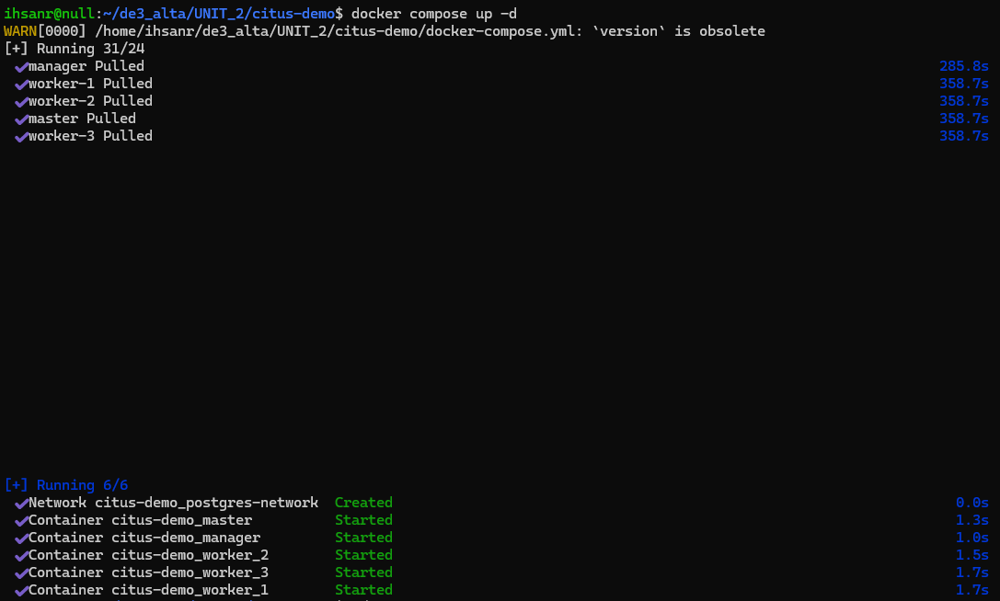 ihsanr@null:~/de3_alta/UNIT_2/citus-demo$ docker compose up -d
WARN[0000] /home/ihsanr/de3_alta/UNIT_2/citus-demo/docker-compose.yml: `version` is obsolete
[+] Running 31/24
✔manager Pulled 285.8s
✔worker-1 Pulled 358.7s
✔worker-2 Pulled 358.7s
✔master Pulled 358.7s
✔worker-3 Pulled 358.7s
[+] Running 6/6
✔Network citus-demo_postgres-network Created 0.0s
✔Container citus-demo_master Started 1.3s
✔Container citus-demo_manager Started 1.0s
✔Container citus-demo_worker_2 Started 1.5s
✔Container citus-demo_worker_3 Started 1.7s
✔Container citus-demo_worker_1 Started 1.7s